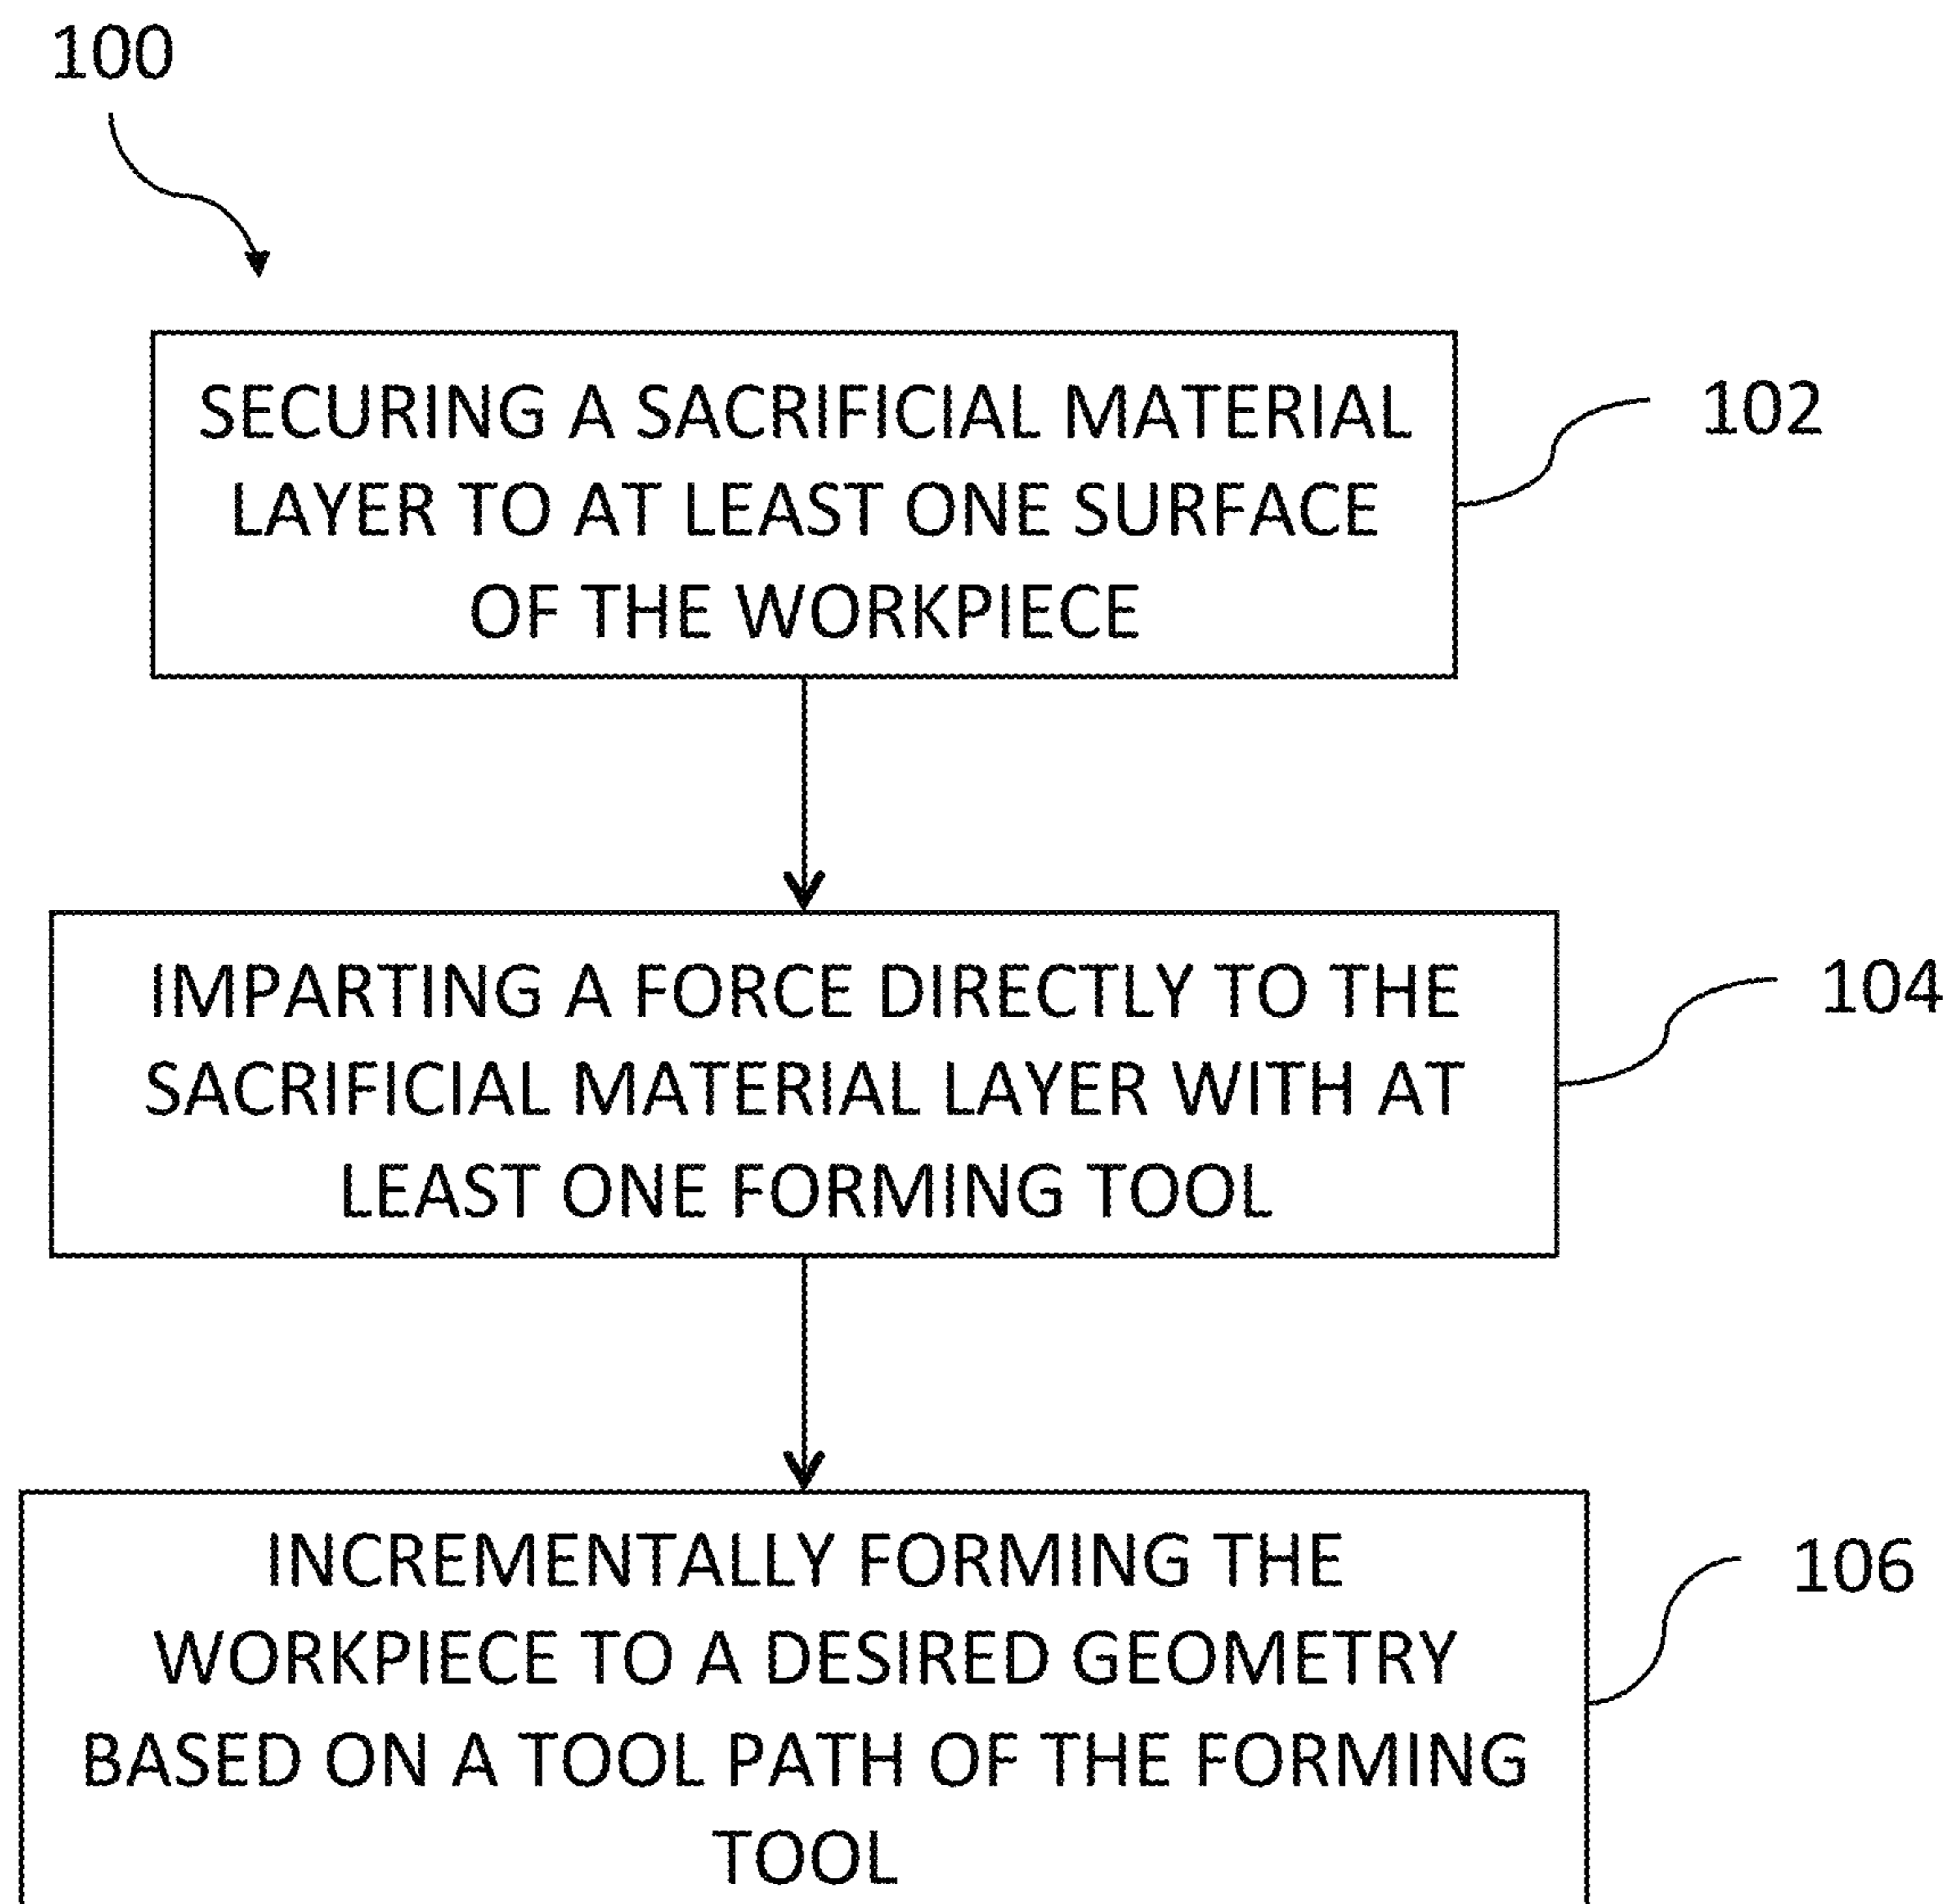 100
SECURING A SACRIFICIAL MATERIAL
LAYER TO AT LEAST ONE SURFACE
OF THE WORKPIECE
102
IMPARTING A FORCE DIRECTLY TO THE
SACRIFICIAL MATERIAL LAYER WITH AT
LEAST ONE FORMING TOOL
104
INCREMENTALLY FORMING THE
WORKPIECE TO A DESIRED GEOMETRY
BASED ON A TOOL PATH OF THE FORMING
TOOL
106